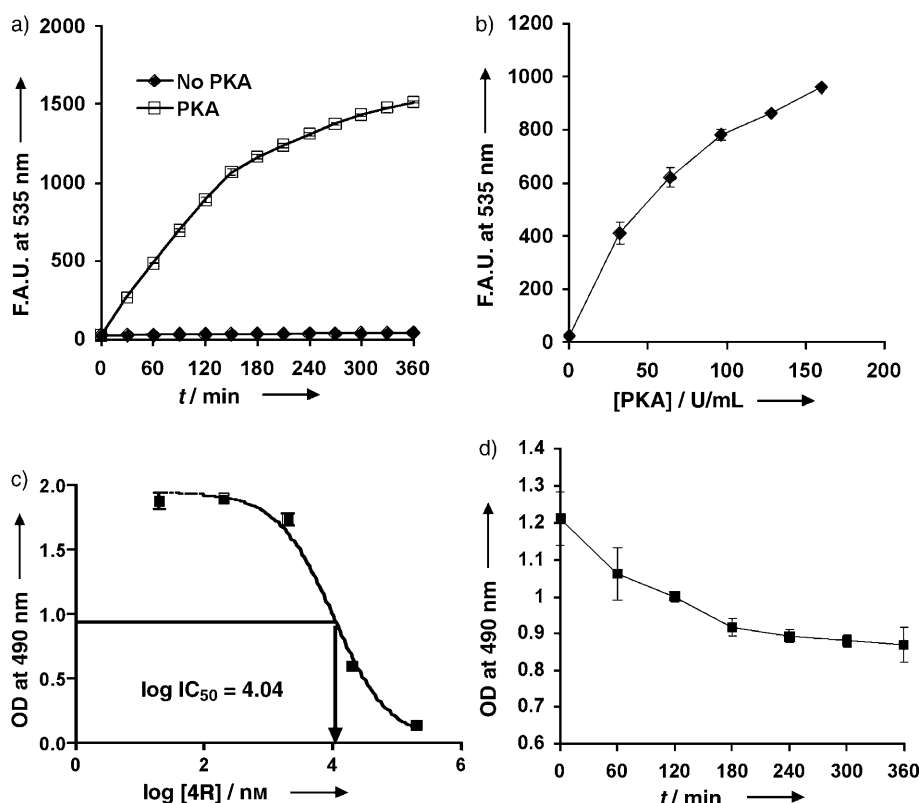 a)
2000
1500
1000
500
0
F.A.U. at 535 nm
No PKA
PKA
0 60 120 180 240 300 360
t / min
b)
1200
1000
800
600
400
200
0
F.A.U. at 535 nm
0 50 100 150 200
[PKA] / U/mL
c)
2.0
1.5
1.0
0.5
0.0
OD at 490 nm
log IC50 = 4.04
0 2 4 6
log [4R] / nM
d)
1.4
1.3
1.2
1.1
1
0.9
0.8
0.7
0.6
OD at 490 nm
0 60 120 180 240 300 360
t / min